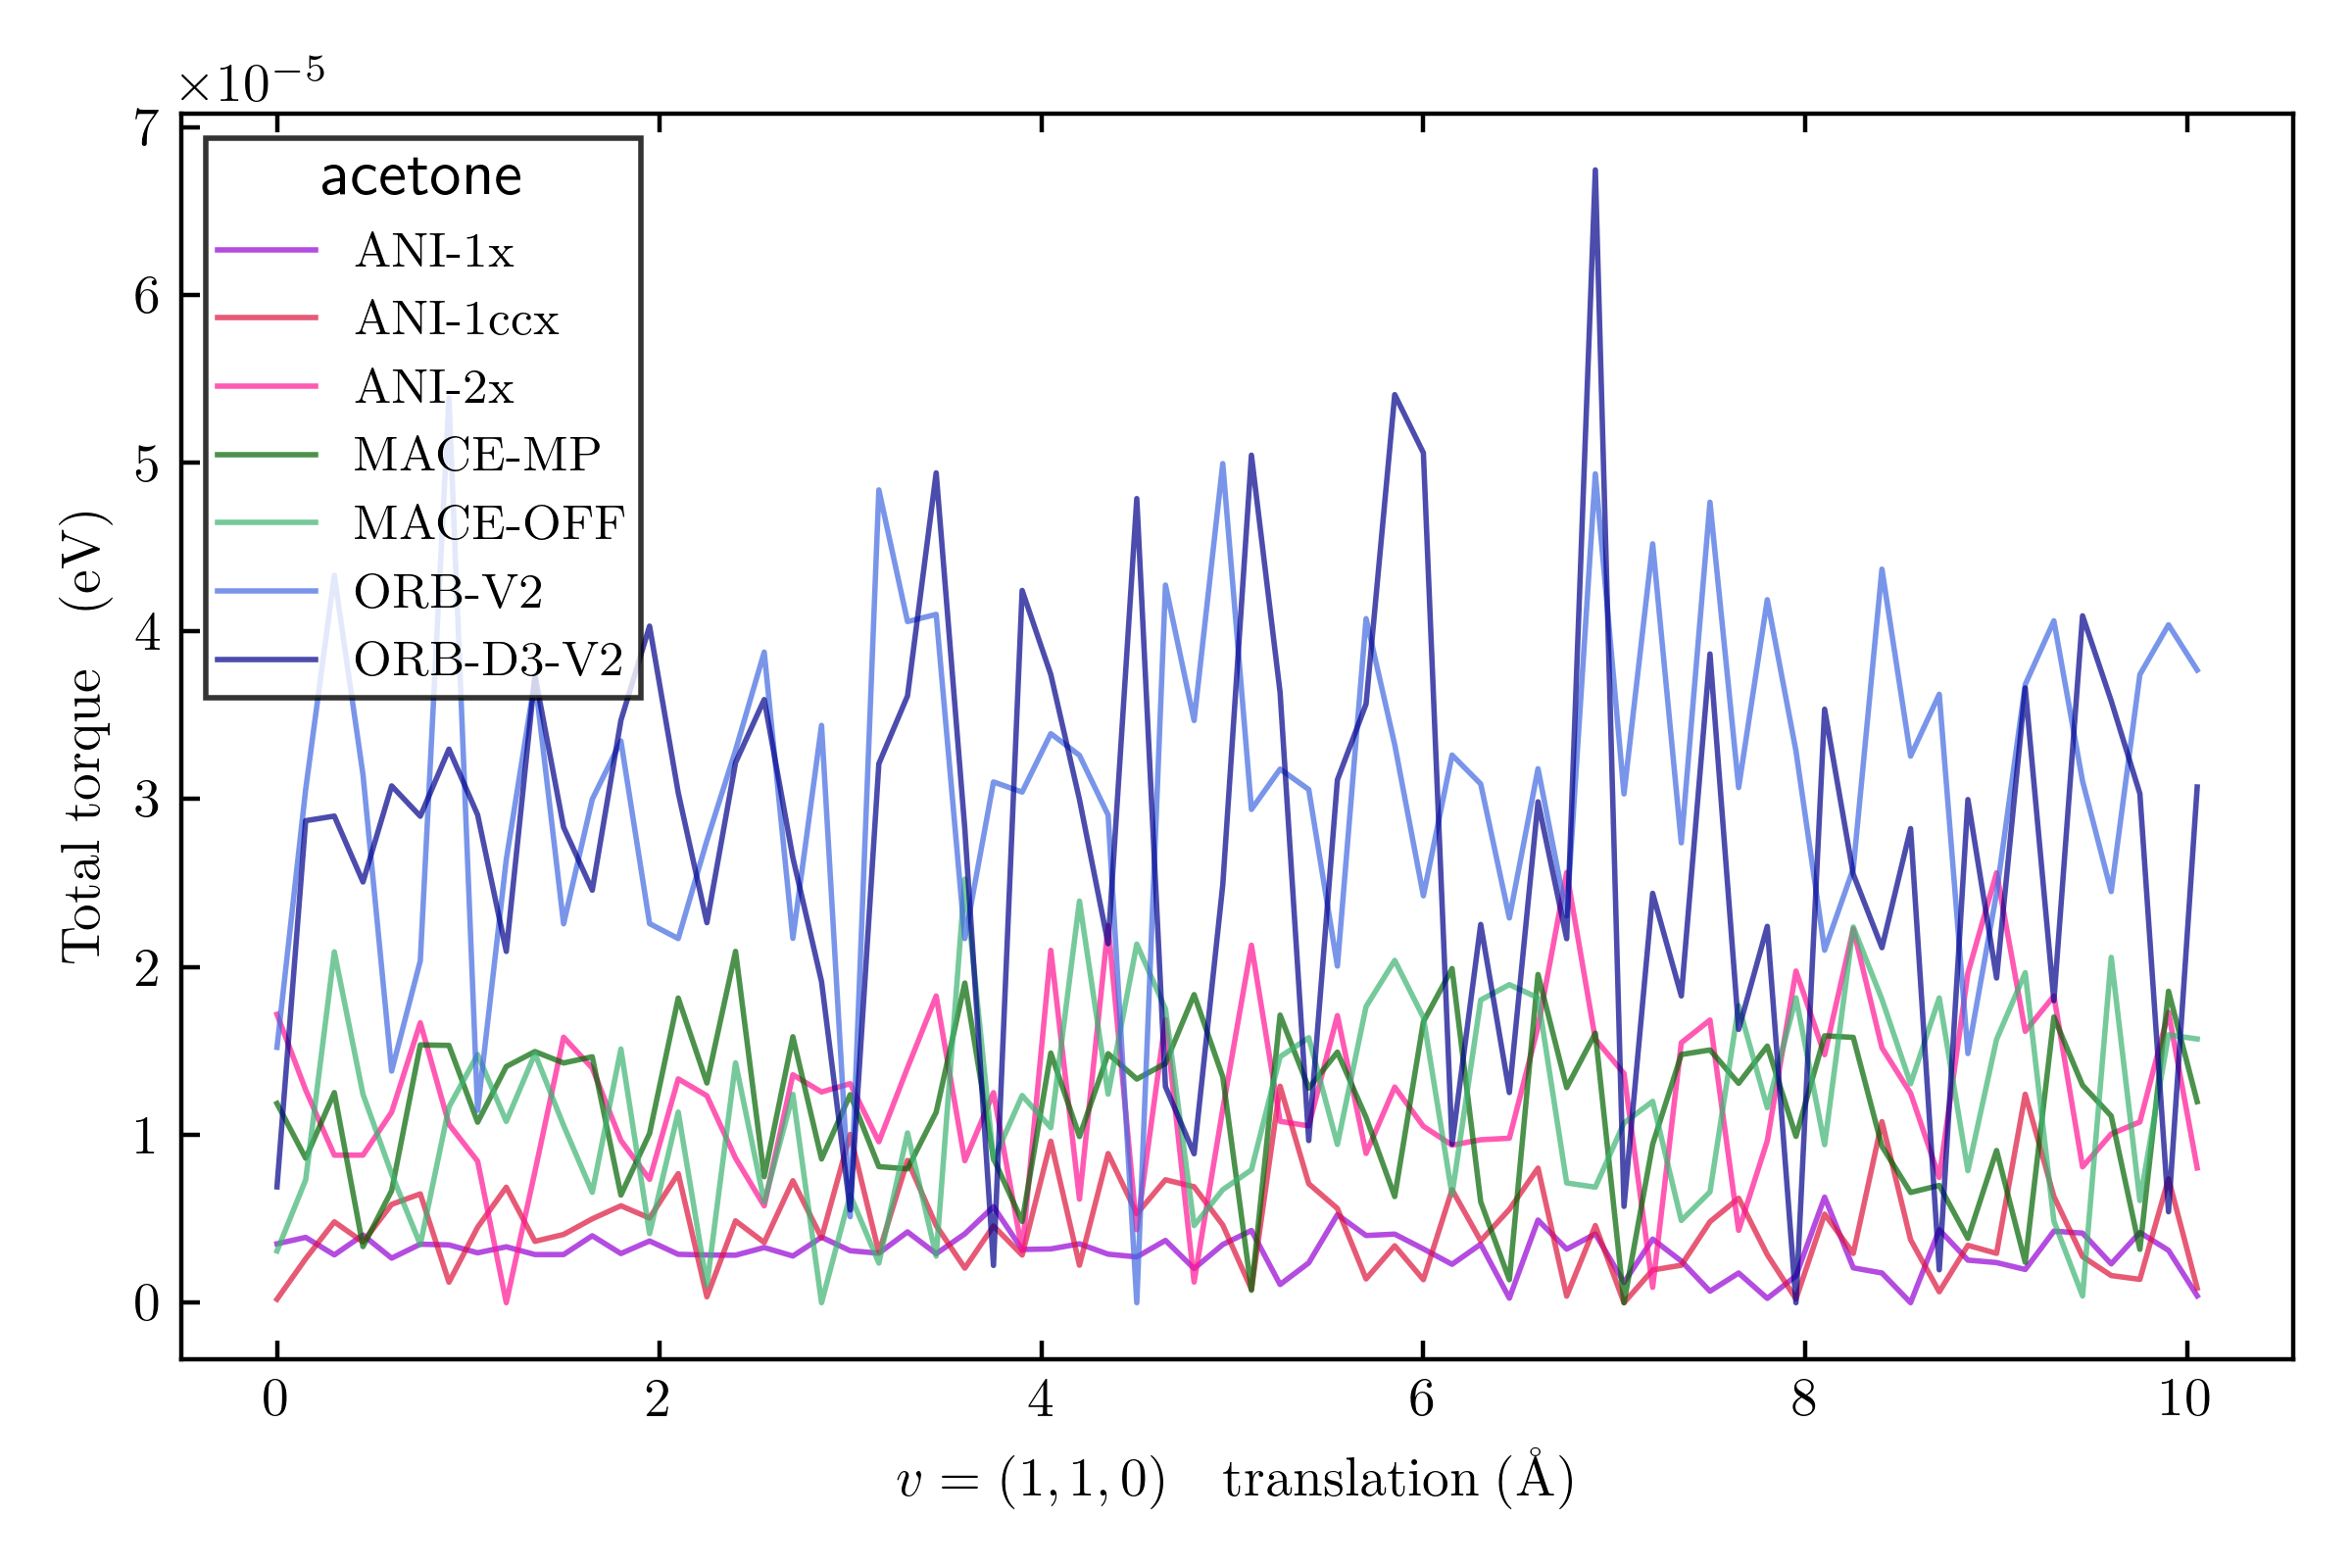 ×10⁻⁵
7
6
5
4
3
2
1
0
Total torque (eV)
acetone
ANI-1x
ANI-1ccx
ANI-2x
MACE-MP
MACE-OFF
ORB-V2
ORB-D3-V2
0 2 4 6 8 10
v = (1, 1, 0) translation (Å)